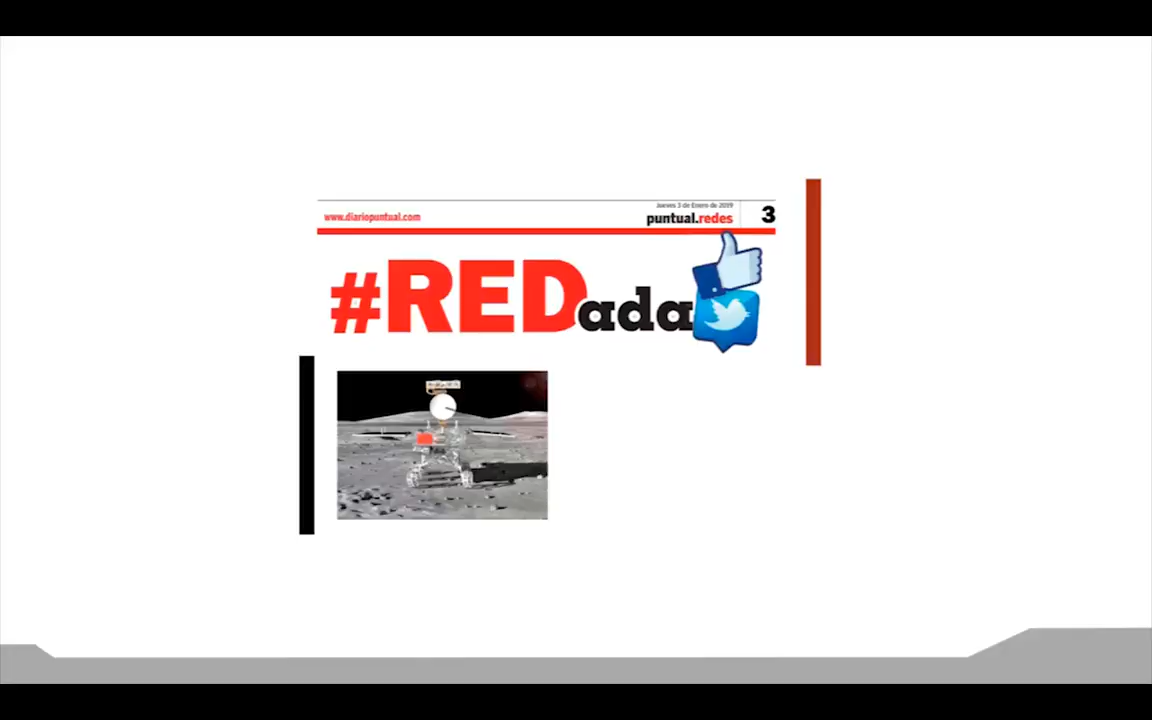 Jueves 3 de Enero de 2019
www.diariopuntual.com
puntual.redes
3
#REDada